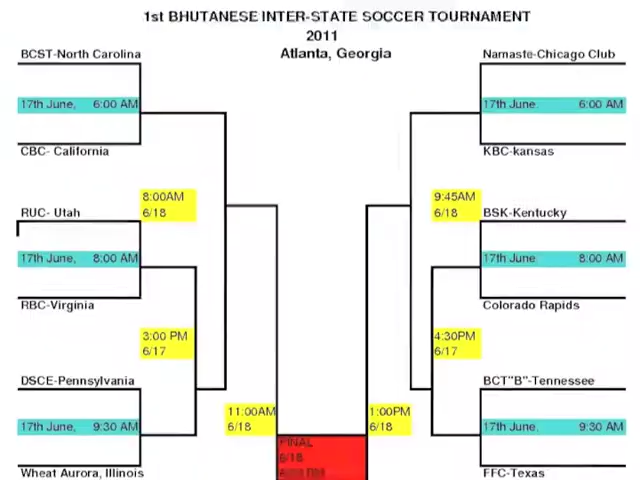 1st BHUTANESE INTER-STATE SOCCER TOURNAMENT
2011
Atlanta, Georgia
BCST-North Carolina
17th June, 6:00 AM
CBC- California
8:00AM
6/18
RUC- Utah
17th June, 8:00 AM
RBC-Virginia
3:00 PM
6/17
DSCE-Pennsylvania
17th June, 9:30 AM
Wheat Aurora, Illinois
11:00AM
6/18
FINAL
6/18
1:00PM
6/18
Namaste-Chicago Club
17th June, 6:00 AM
KBC-kansas
9:45AM
6/18
BSK-Kentucky
17th June, 8:00 AM
Colorado Rapids
4:30PM
6/17
BCT"B"-Tennessee
17th June, 9:30 AM
FFC-Texas